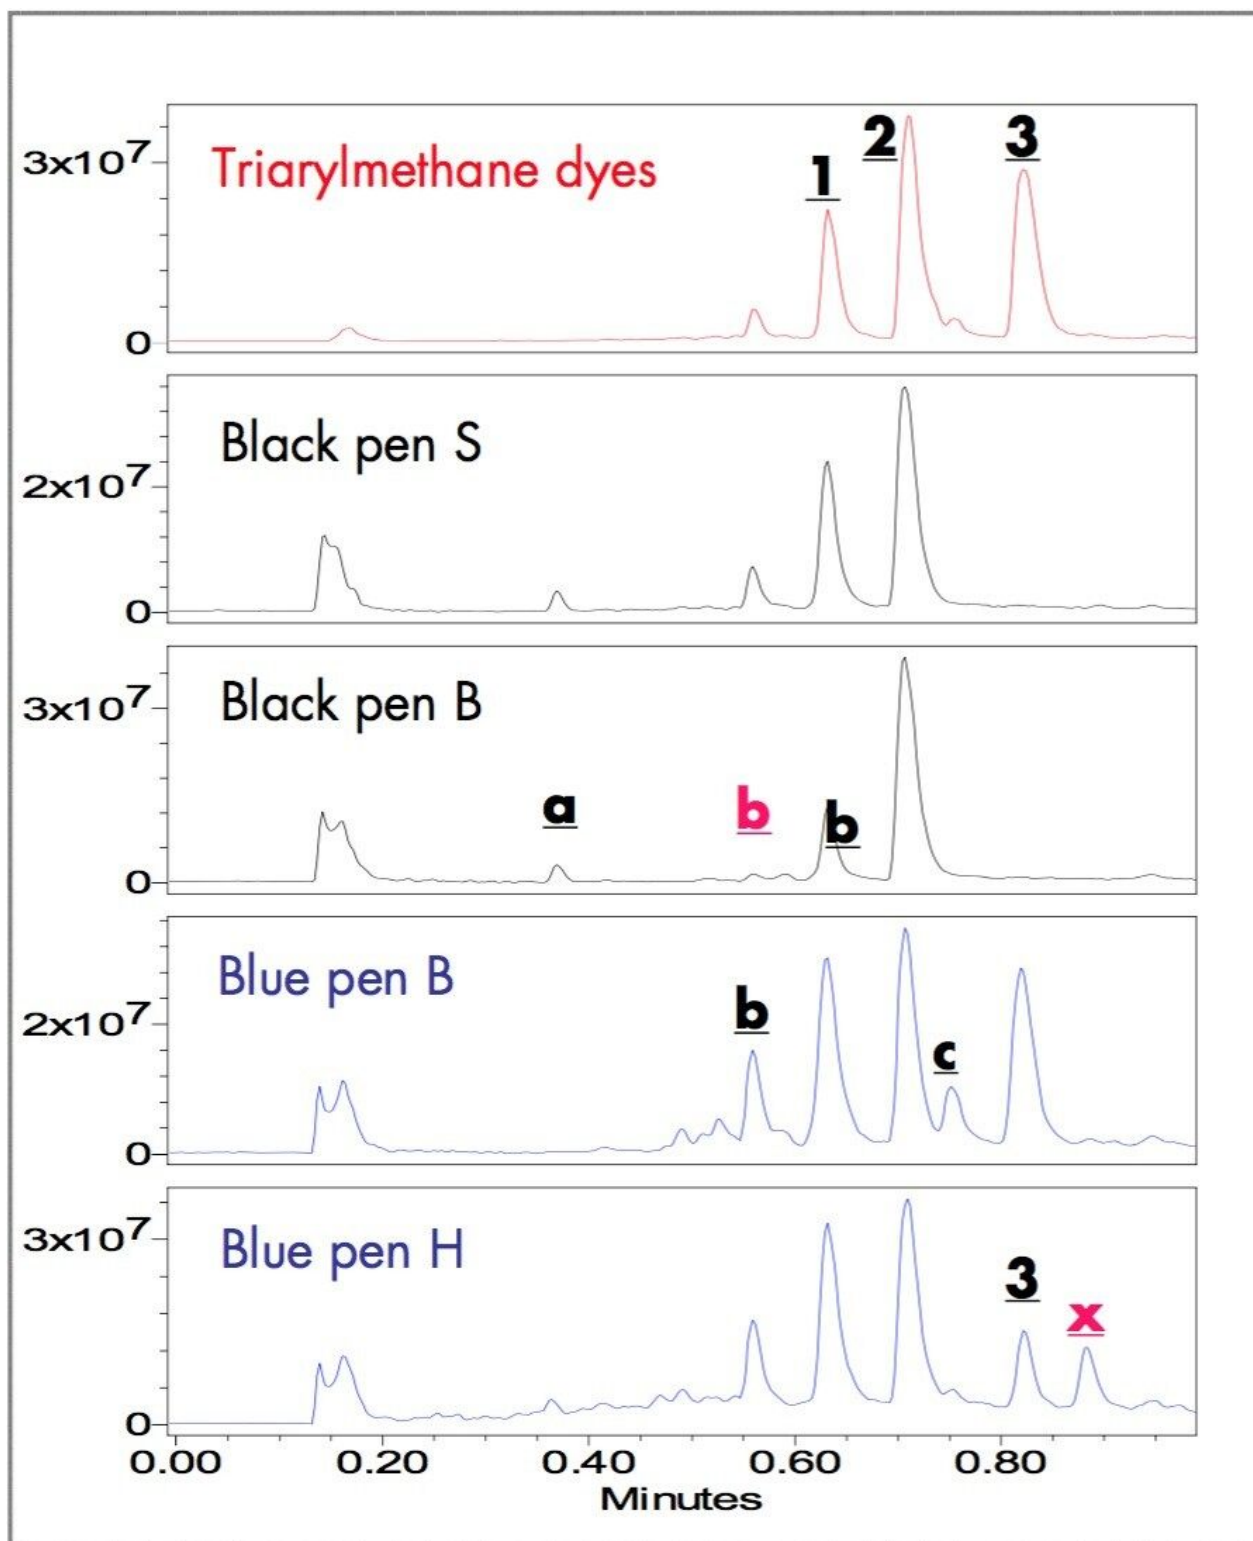 Triarylmethane dyes
1
2
3
3x10⁷
0
Black pen S
2x10⁷
0
Black pen B
3x10⁷
a
b
b
0
Blue pen B
2x10⁷
b
c
0
Blue pen H
3x10⁷
3
x
0
0.00 0.20 0.40 0.60 0.80
Minutes